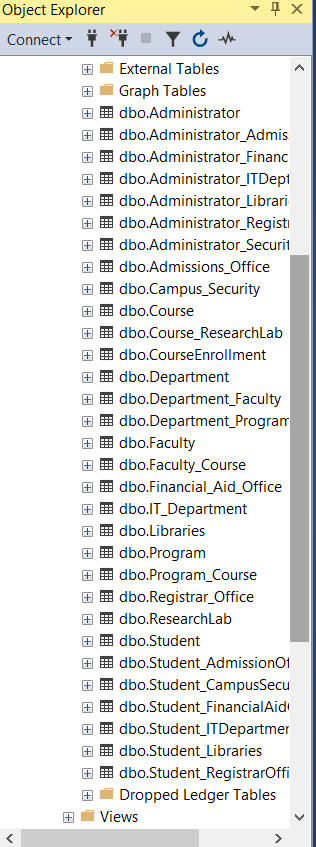 Object Explorer
Connect
External Tables
Graph Tables
dbo.Administrator
dbo.Administrator_Admis
dbo.Administrator_Financ
dbo.Administrator_ITDept
dbo.Administrator_Librari
dbo.Administrator_Registr
dbo.Administrator_Securit
dbo.Admissions_Office
dbo.Campus_Security
dbo.Course
dbo.Course_ResearchLab
dbo.CourseEnrollment
dbo.Department
dbo.Department_Faculty
dbo.Department_Program
dbo.Faculty
dbo.Faculty_Course
dbo.Financial_Aid_Office
dbo.IT_Department
dbo.Libraries
dbo.Program
dbo.Program_Course
dbo.Registrar_Office
dbo.ResearchLab
dbo.Student
dbo.Student_AdmissionOf
dbo.Student_CampusSecu
dbo.Student_FinancialAid
dbo.Student_ITDepartmen
dbo.Student_Libraries
dbo.Student_RegistrarOffi
Dropped Ledger Tables
Views